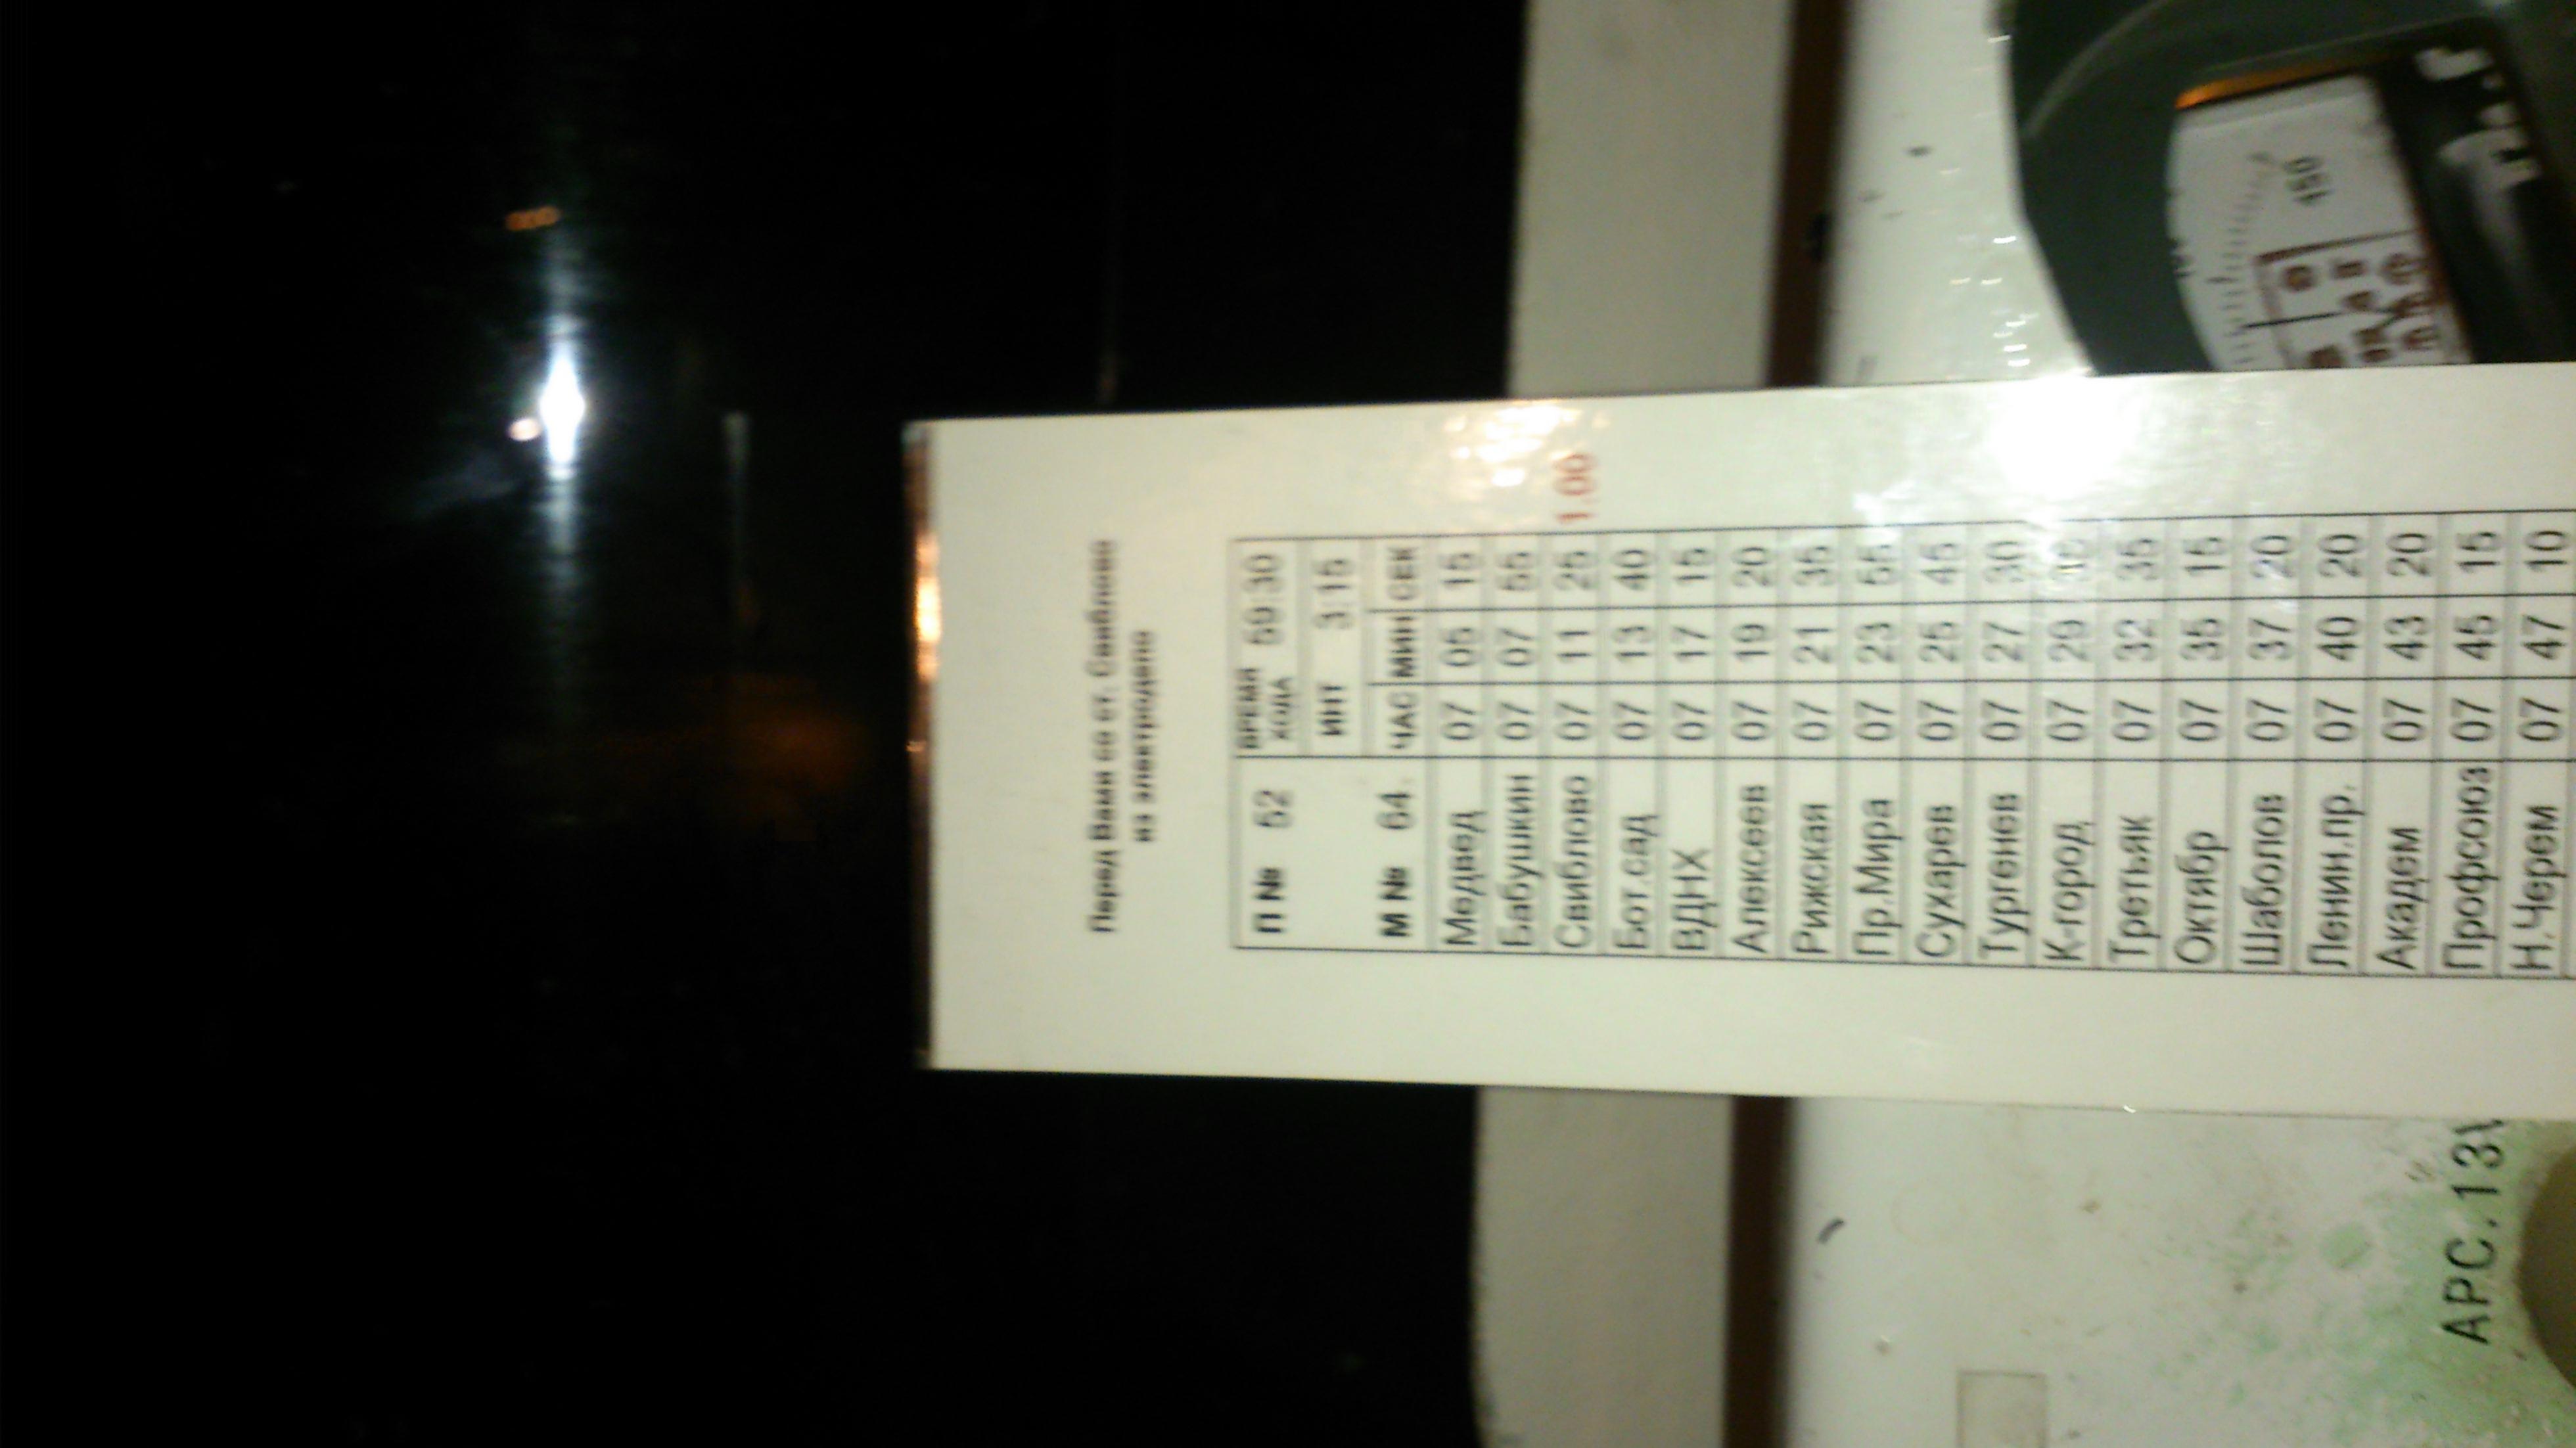 Перед Вами со ст. Свиблово
из электродепо
П № 52 ВРЕМЯ ХОДА 59:30
ИНТ 3:15
М № 64. ЧАС МИН СЕК
Медвед 07 05 15
Бабушкин 07 07 55
Свиблово 07 11 25 1.00
Бот.сад 07 13 40
ВДНХ 07 17 15
Алексеев 07 19 20
Рижская 07 21 35
Пр.Мира 07 23 55
Сухарев 07 25 45
Тургенев 07 27 30
К-город 07 29
Третьяк 07 32 35
Октябр 07 35 15
Шаболов 07 37 20
Ленин.пр. 07 40 20
Академ 07 43 20
Профсоюз 07 45 15
Н.Черем 07 47 10
150
АРС.13V